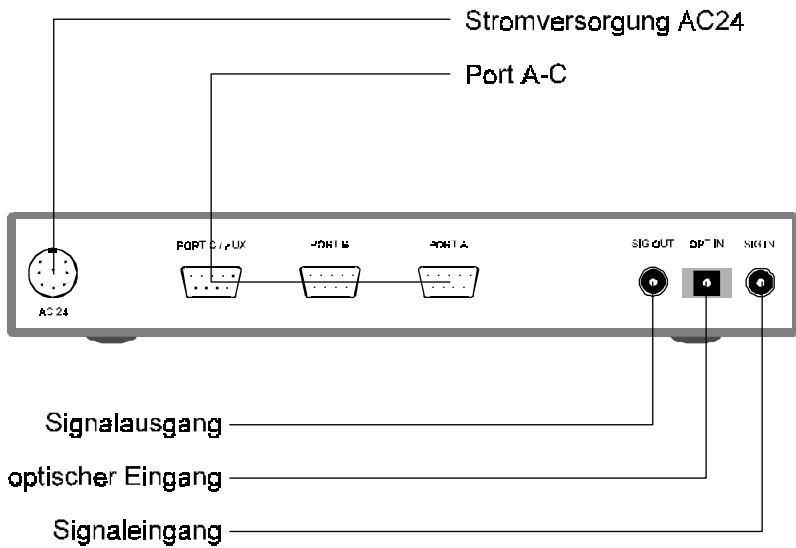 Stromversorgung AC24
Port A-C
PORT C / AUX
PORT B
PORT A
SIG OUT
OPT IN
SIG IN
AC 24
Signalausgang
optischer Eingang
Signaleingang